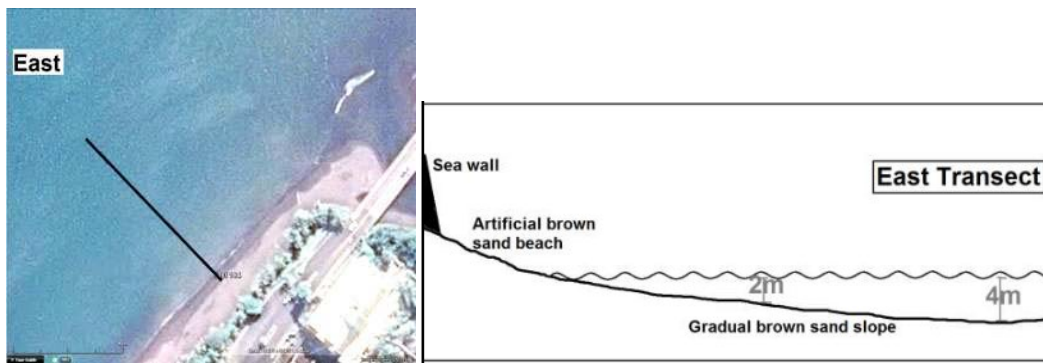 East
Sea wall
East Transect
Artificial brown
sand beach
2m
4m
Gradual brown sand slope